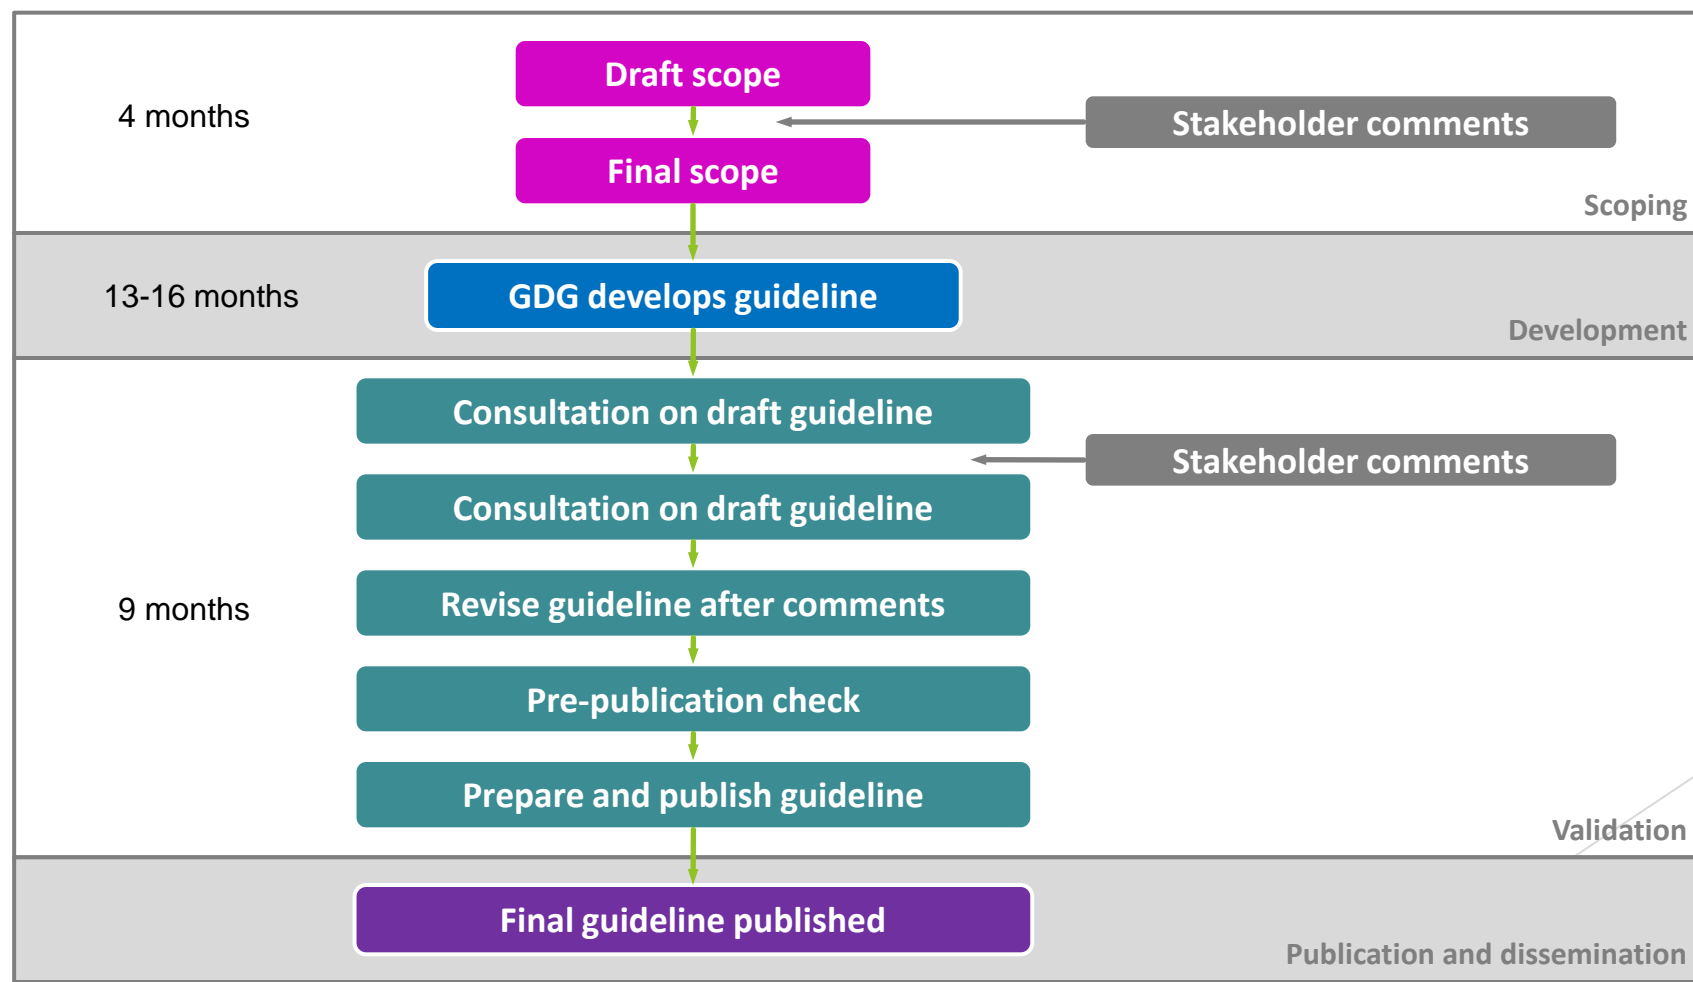 Draft scope
4 months
Stakeholder comments
Final scope
Scoping
13-16 months
GDG develops guideline
Development
Consultation on draft guideline
Stakeholder comments
Consultation on draft guideline
9 months
Revise guideline after comments
Pre-publication check
Prepare and publish guideline
Validation
Final guideline published
Publication and dissemination